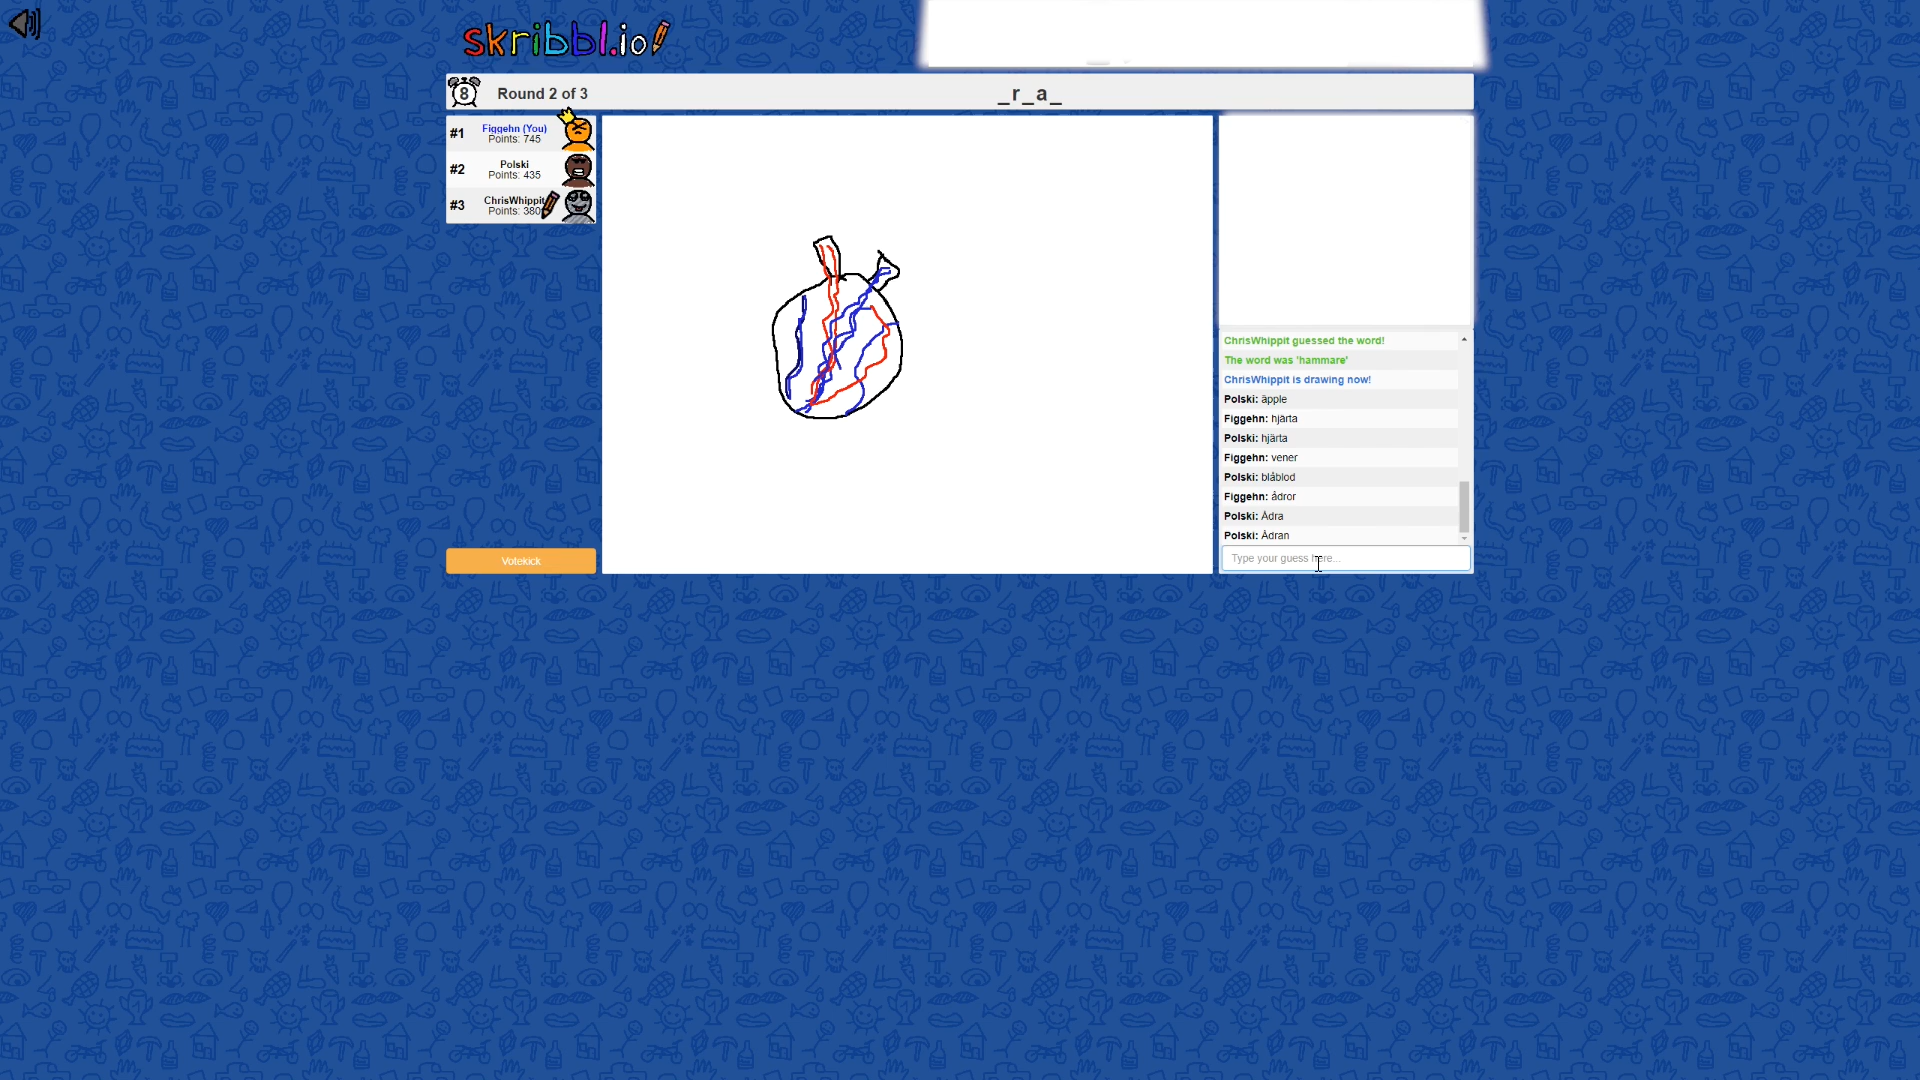 skribbl.io
8
Round 2 of 3
_r_a_
#1
Figgehn (You)
Points: 745
#2
Polski
Points: 435
#3
ChrisWhippit
Points: 380
Votekick
ChrisWhippit guessed the word!
The word was 'hammare'
ChrisWhippit is drawing now!
Polski: äpple
Figgehn: hjärta
Polski: hjärta
Figgehn: vener
Polski: blåblod
Figgehn: ådror
Polski: Ådra
Polski: Ådran
Type your guess here...